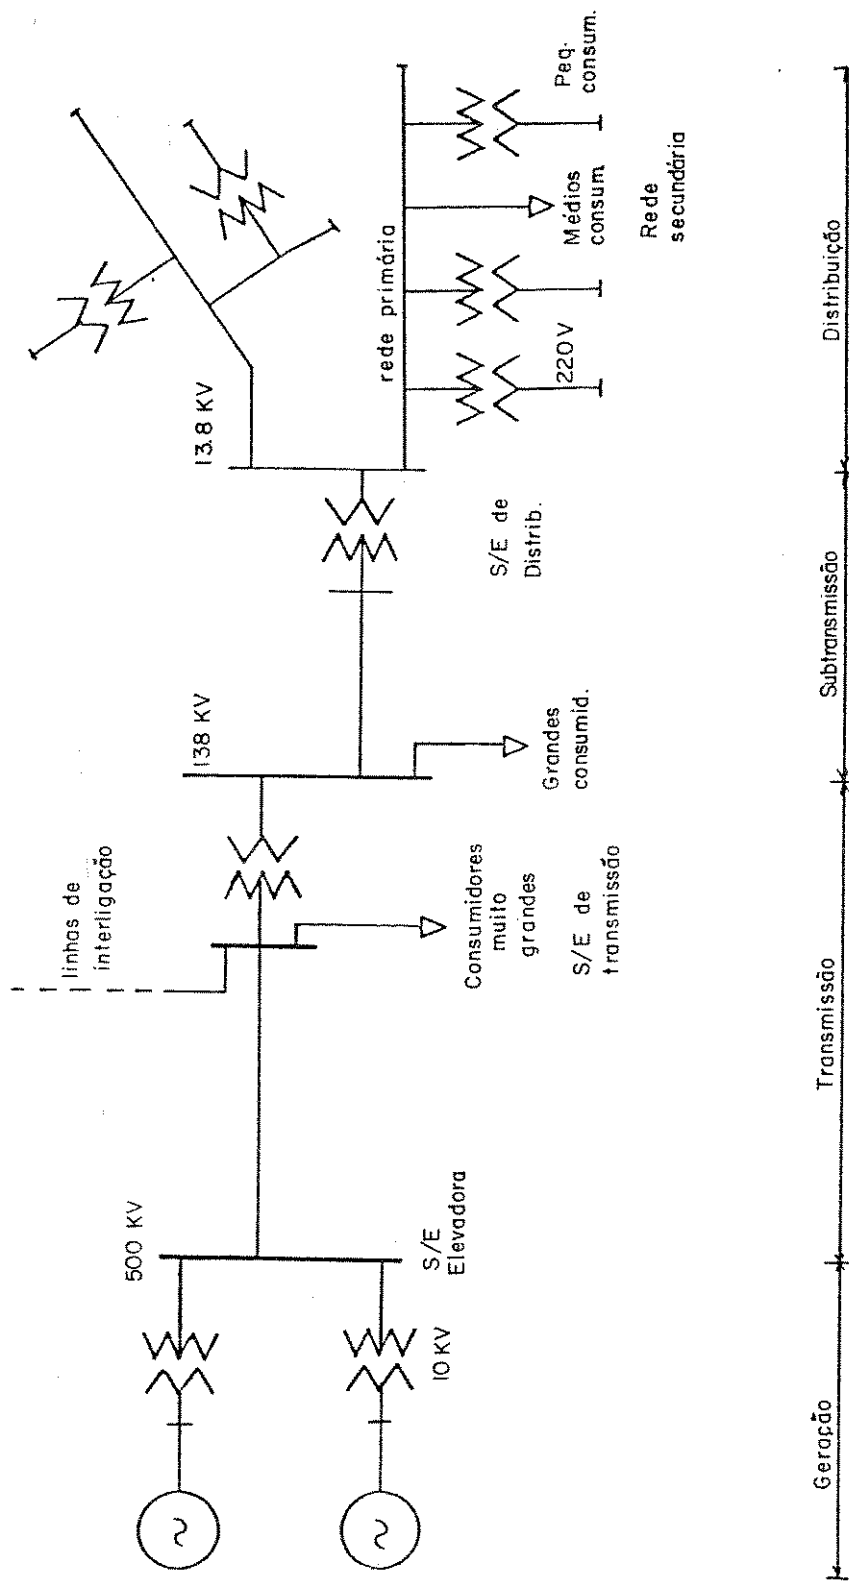 linhas de
interligação
500 KV
138 KV
13.8 KV
10 KV
S/E
Elevadora
Consumidores
muito
grandes
S/E de
transmissão
Grandes
consumid.
S/E de
Distrib.
rede primária
220V
Médios
consum.
Peq.
consum.
Rede
secundária
Geração
Transmissão
Subtransmissão
Distribuição